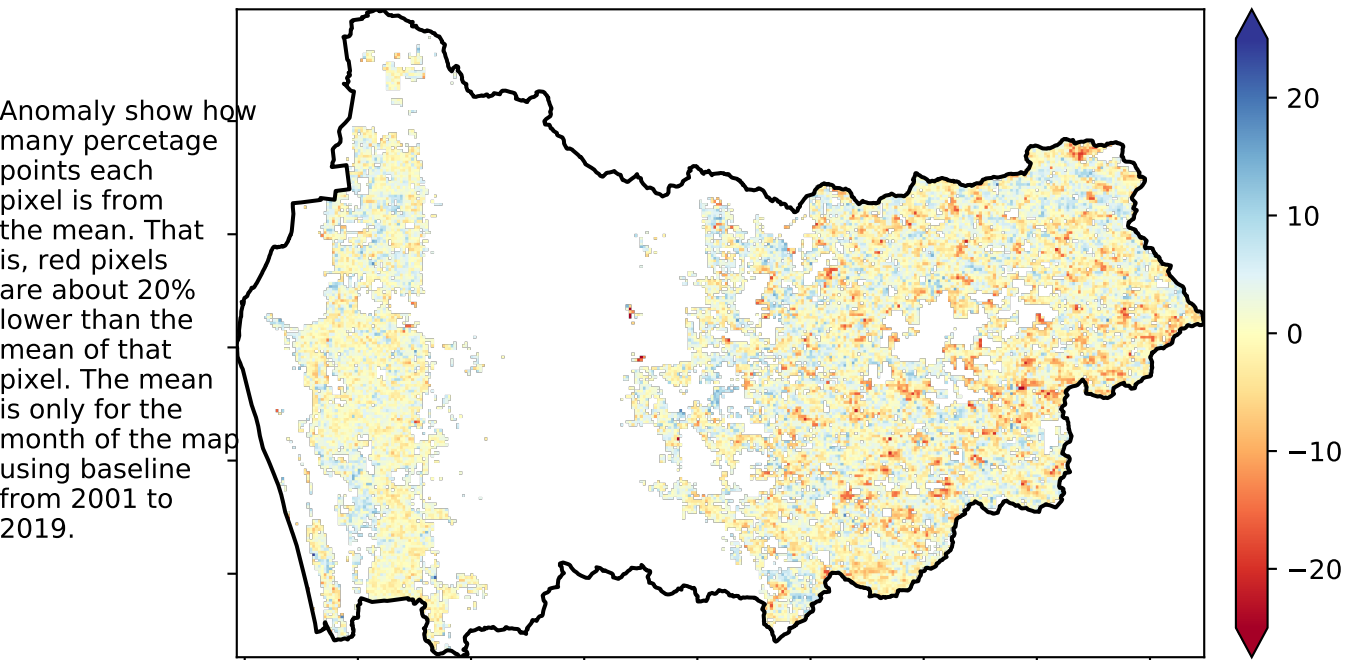 Anomaly show how
many percetage
points each
pixel is from
the mean. That
is, red pixels
are about 20%
lower than the
mean of that
pixel. The mean
is only for the
month of the map
using baseline
from 2001 to
2019.
20
10
0
−10
−20